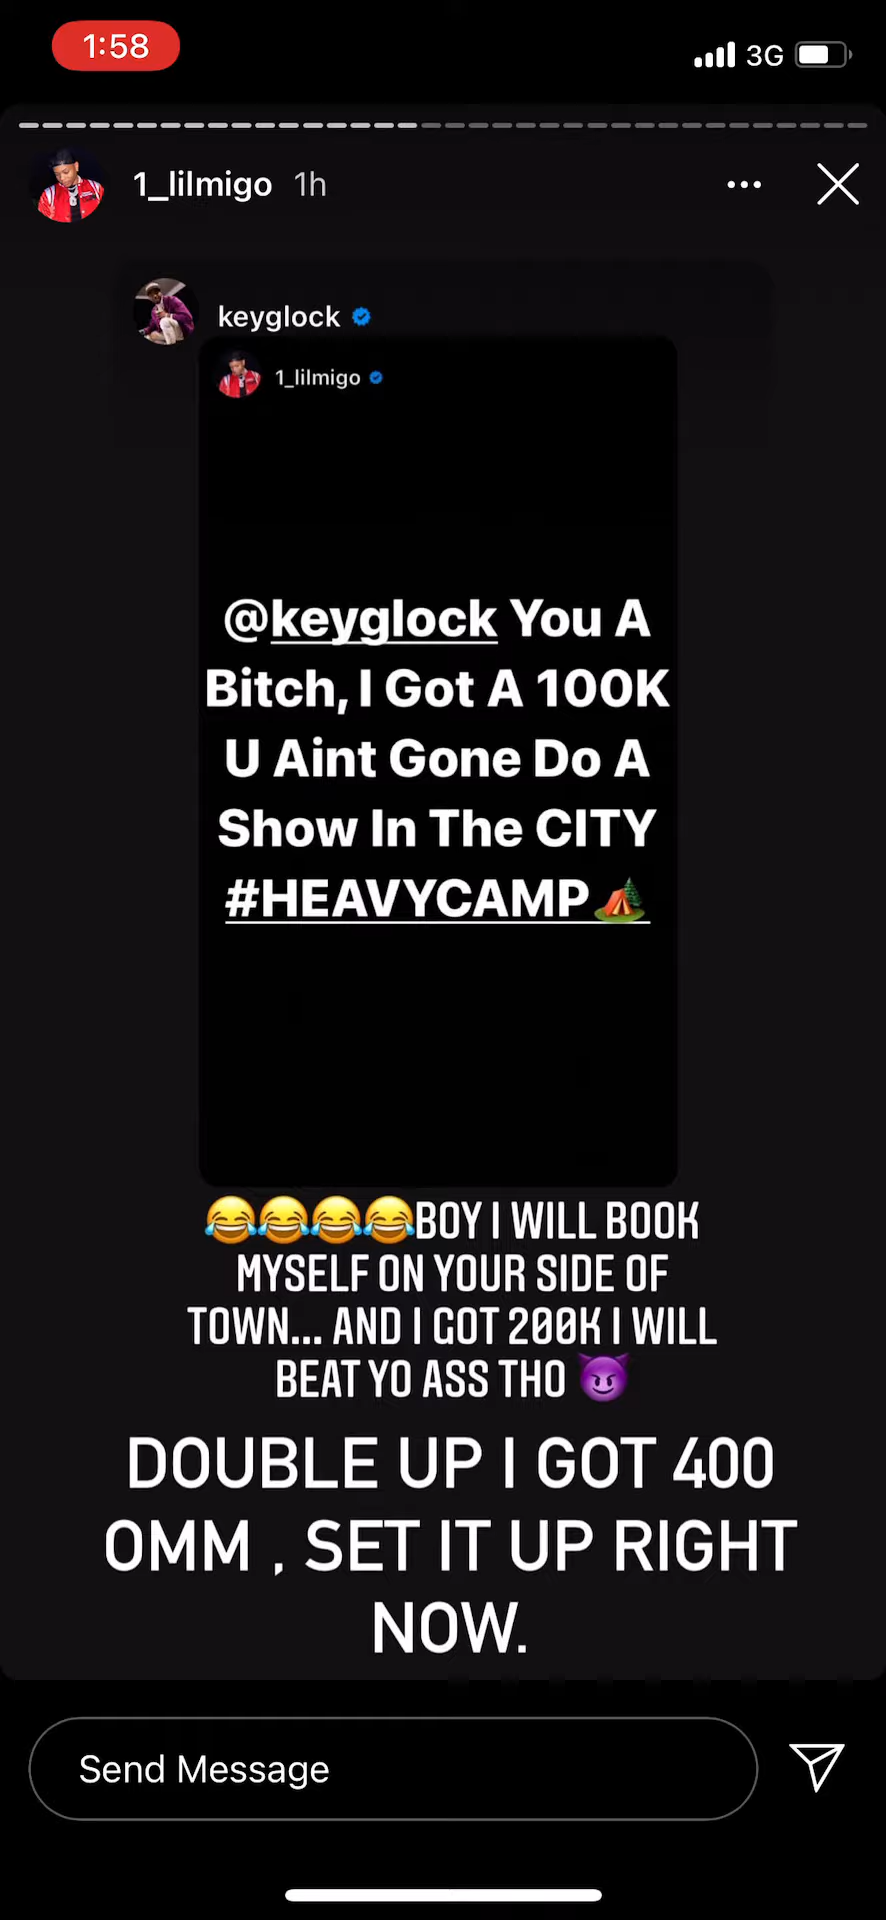 1:58
3G
1_lilmigo 1h
keyglock
1_lilmigo
@keyglock You A
Bitch, I Got A 100K
U Aint Gone Do A
Show In The CITY
#HEAVYCAMP🏕️
😂😂😂😂BOY I WILL BOOK
MYSELF ON YOUR SIDE OF
TOWN... AND I GOT 200K I WILL
BEAT YO ASS THO 😈
DOUBLE UP I GOT 400
OMM , SET IT UP RIGHT
NOW.
Send Message